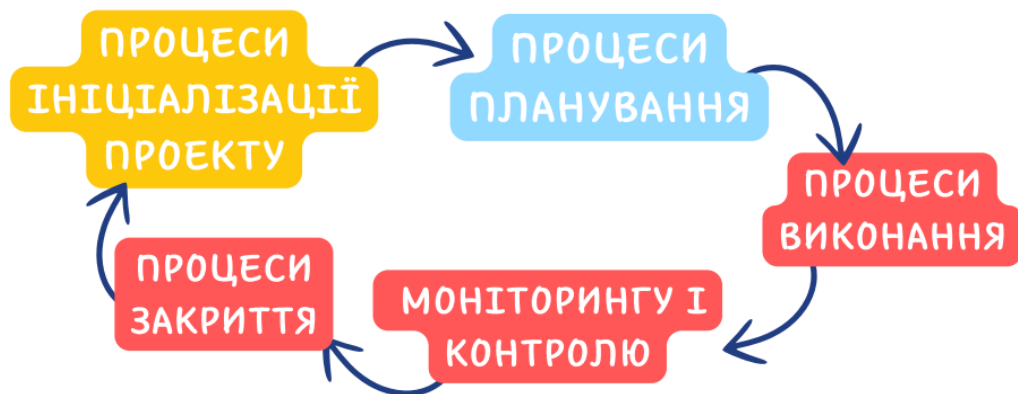 ПРОЦЕСИ
ІНІЦІАЛІЗАЦІЇ
ПРОЕКТУ
ПРОЦЕСИ
ПЛАНУВАННЯ
ПРОЦЕСИ
ВИКОНАННЯ
МОНІТОРИНГУ І
КОНТРОЛЮ
ПРОЦЕСИ
ЗАКРИТТЯ